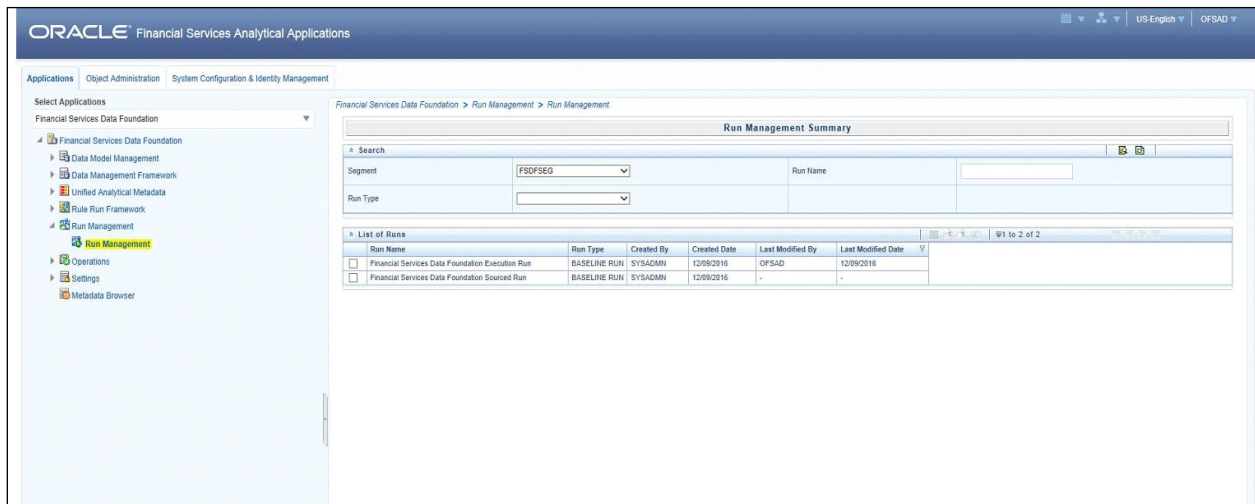 ORACLE Financial Services Analytical Applications
US-English
OFSAD
Applications
Object Administration
System Configuration & Identity Management
Select Applications
Financial Services Data Foundation
Financial Services Data Foundation
Data Model Management
Data Management Framework
Unified Analytical Metadata
Rule Run Framework
Run Management
Run Management
Operations
Settings
Metadata Browser
Financial Services Data Foundation > Run Management > Run Management
Run Management Summary
Search
Segment FSDFSEG Run Name
Run Type
List of Runs 1 to 2 of 2
Run Name Run Type Created By Created Date Last Modified By Last Modified Date
Financial Services Data Foundation Execution Run BASELINE RUN SYSADMN 12/09/2016 OFSAD 12/09/2016
Financial Services Data Foundation Sourced Run BASELINE RUN SYSADMN 12/09/2016 - -